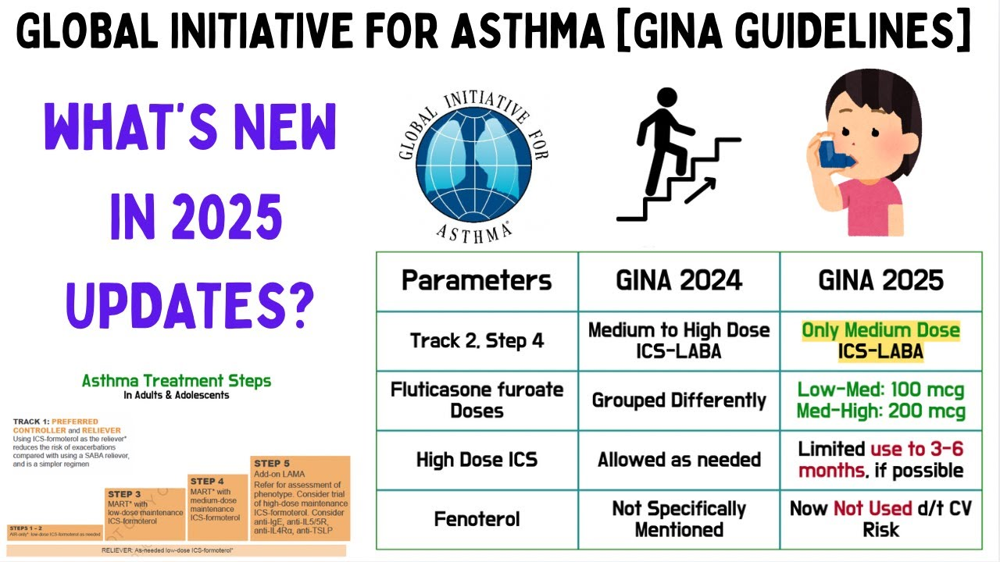 GLOBAL INITIATIVE FOR ASTHMA [GINA GUIDELINES]
WHAT'S NEW
IN 2025
UPDATES?
GLOBAL INITIATIVE FOR
ASTHMA
Asthma Treatment Steps
In Adults & Adolescents
TRACK 1: PREFERRED
CONTROLLER and RELIEVER
Using ICS-formoterol as the reliever*
reduces the risk of exacerbations
compared with using a SABA reliever,
and is a simpler regimen
STEPS 1 – 2
AIR-only*: low-dose ICS-formoterol as needed
STEP 3
MART* with
low-dose maintenance
ICS-formoterol
STEP 4
MART* with
medium-dose
maintenance
ICS-formoterol
STEP 5
Add-on LAMA
Refer for assessment of
phenotype. Consider trial
of high-dose maintenance
ICS-formoterol. Consider
anti-IgE, anti-IL5/5R,
anti-IL4Rα, anti-TSLP
RELIEVER: As-needed low-dose ICS-formoterol*
Parameters
GINA 2024
GINA 2025
Track 2, Step 4
Medium to High Dose
ICS-LABA
Only Medium Dose
ICS-LABA
Fluticasone furoate
Doses
Grouped Differently
Low-Med: 100 mcg
Med-High: 200 mcg
High Dose ICS
Allowed as needed
Limited use to 3-6
months, if possible
Fenoterol
Not Specifically
Mentioned
Now Not Used d/t CV
Risk